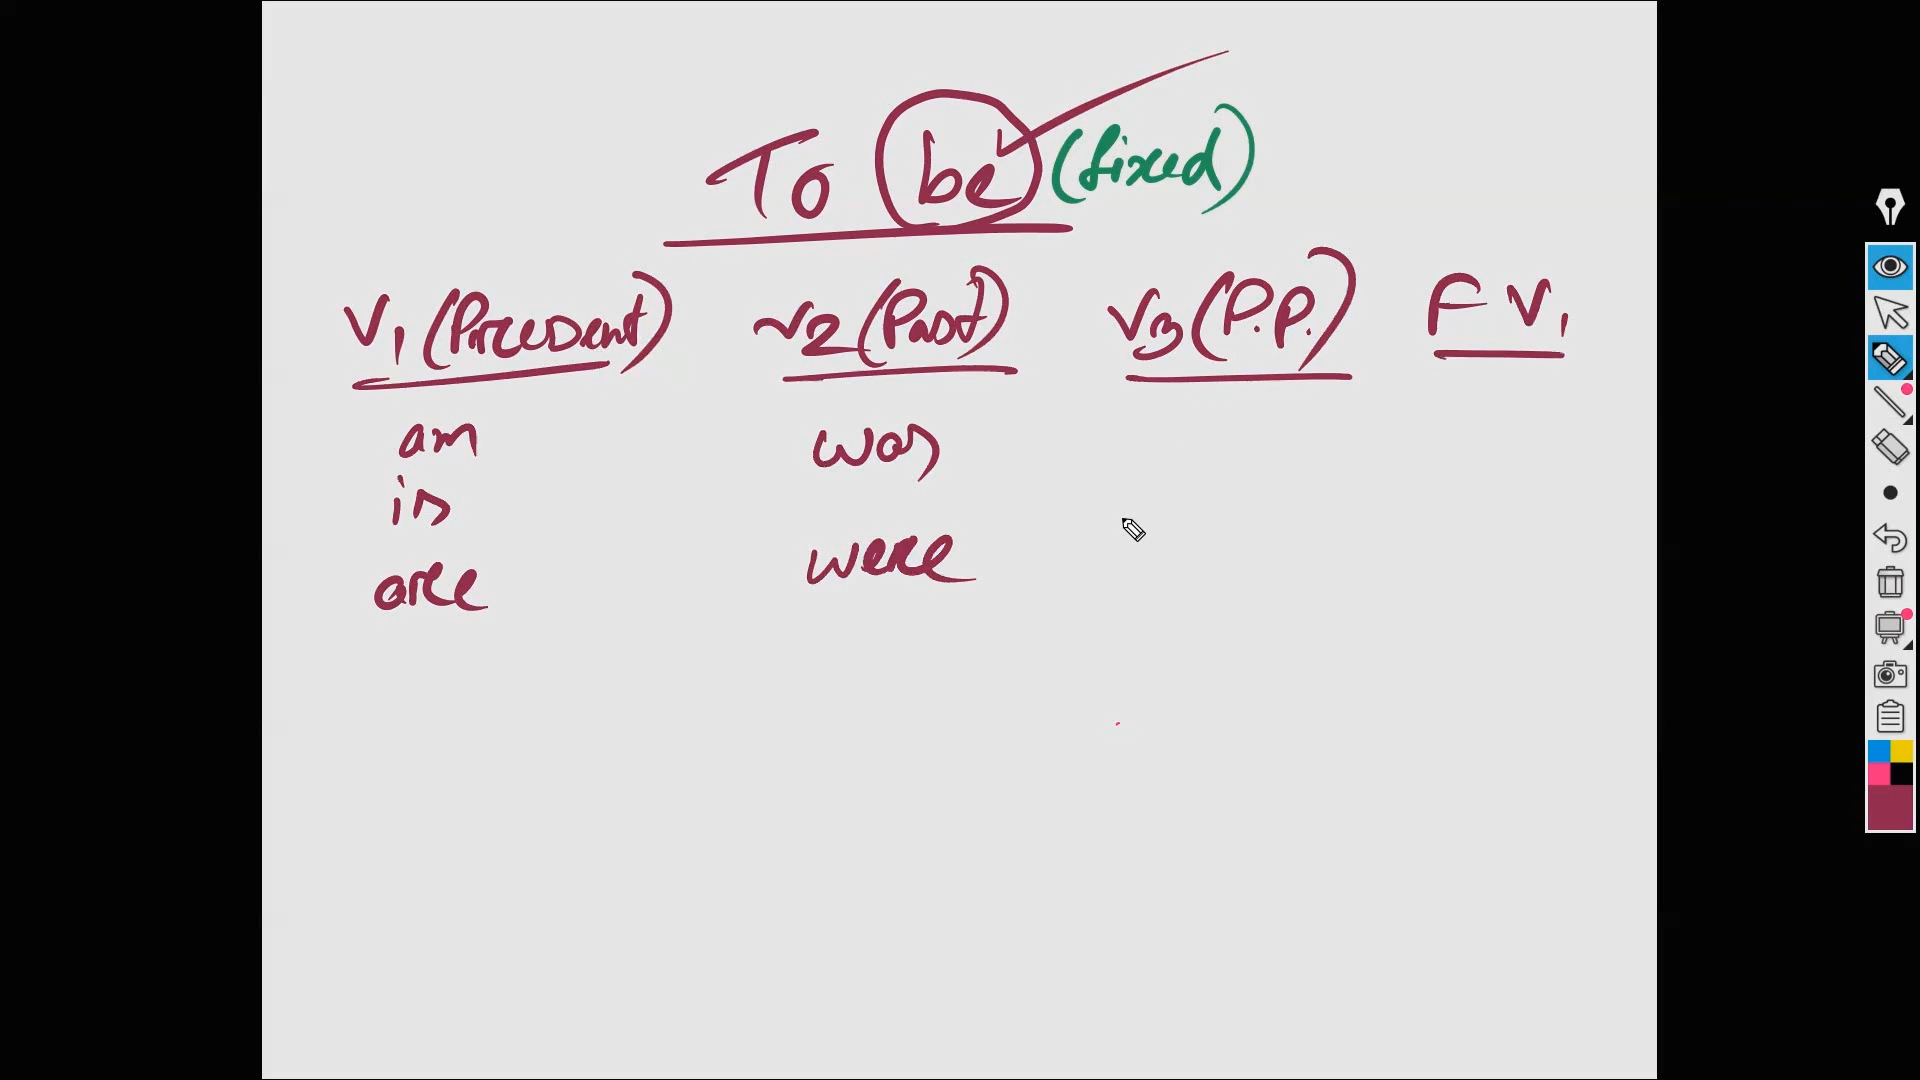 To be (fixed)
V1 (Present) V2 (Past) V3 (P.P.) F V1
am was
is
are were